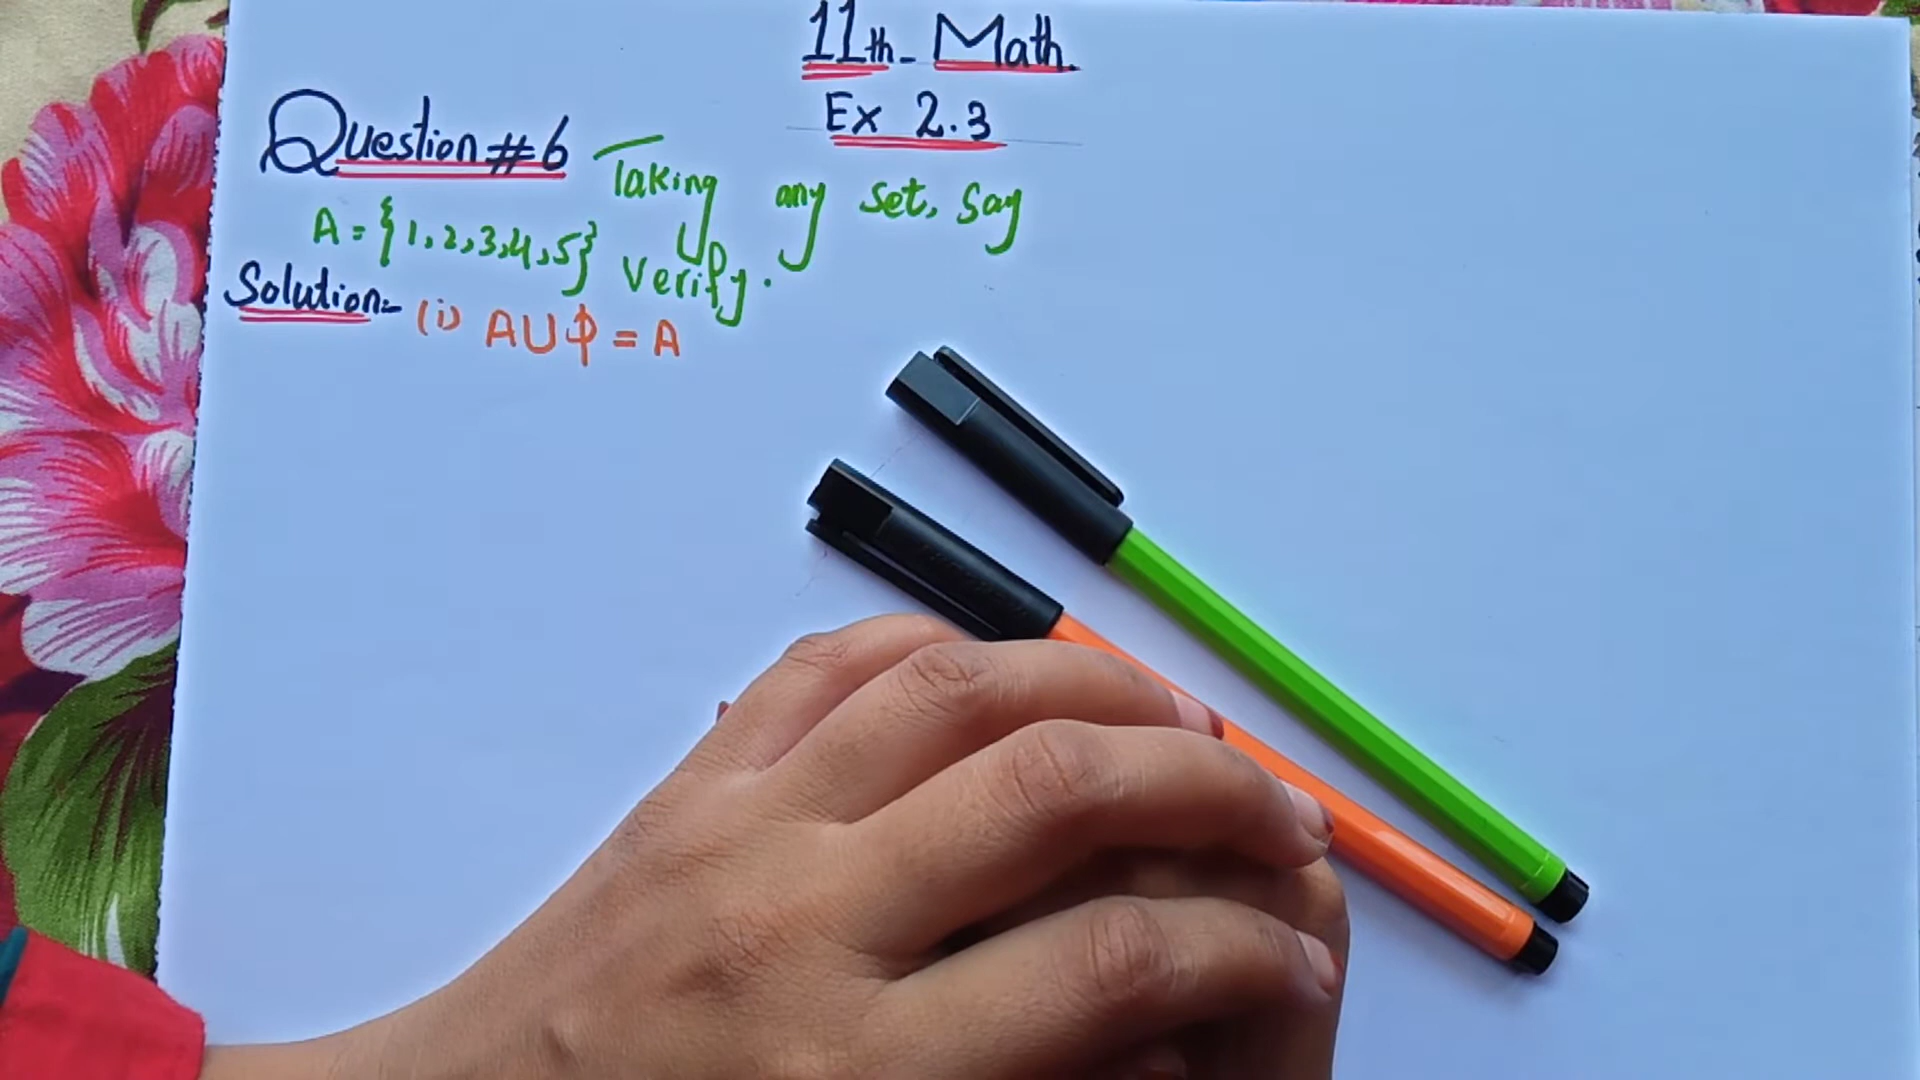 11th - Math.
Ex 2.3
Question #6 Taking any set, say
A = {1,2,3,4,5} verify.
Solution:- (i) A∪ϕ = A